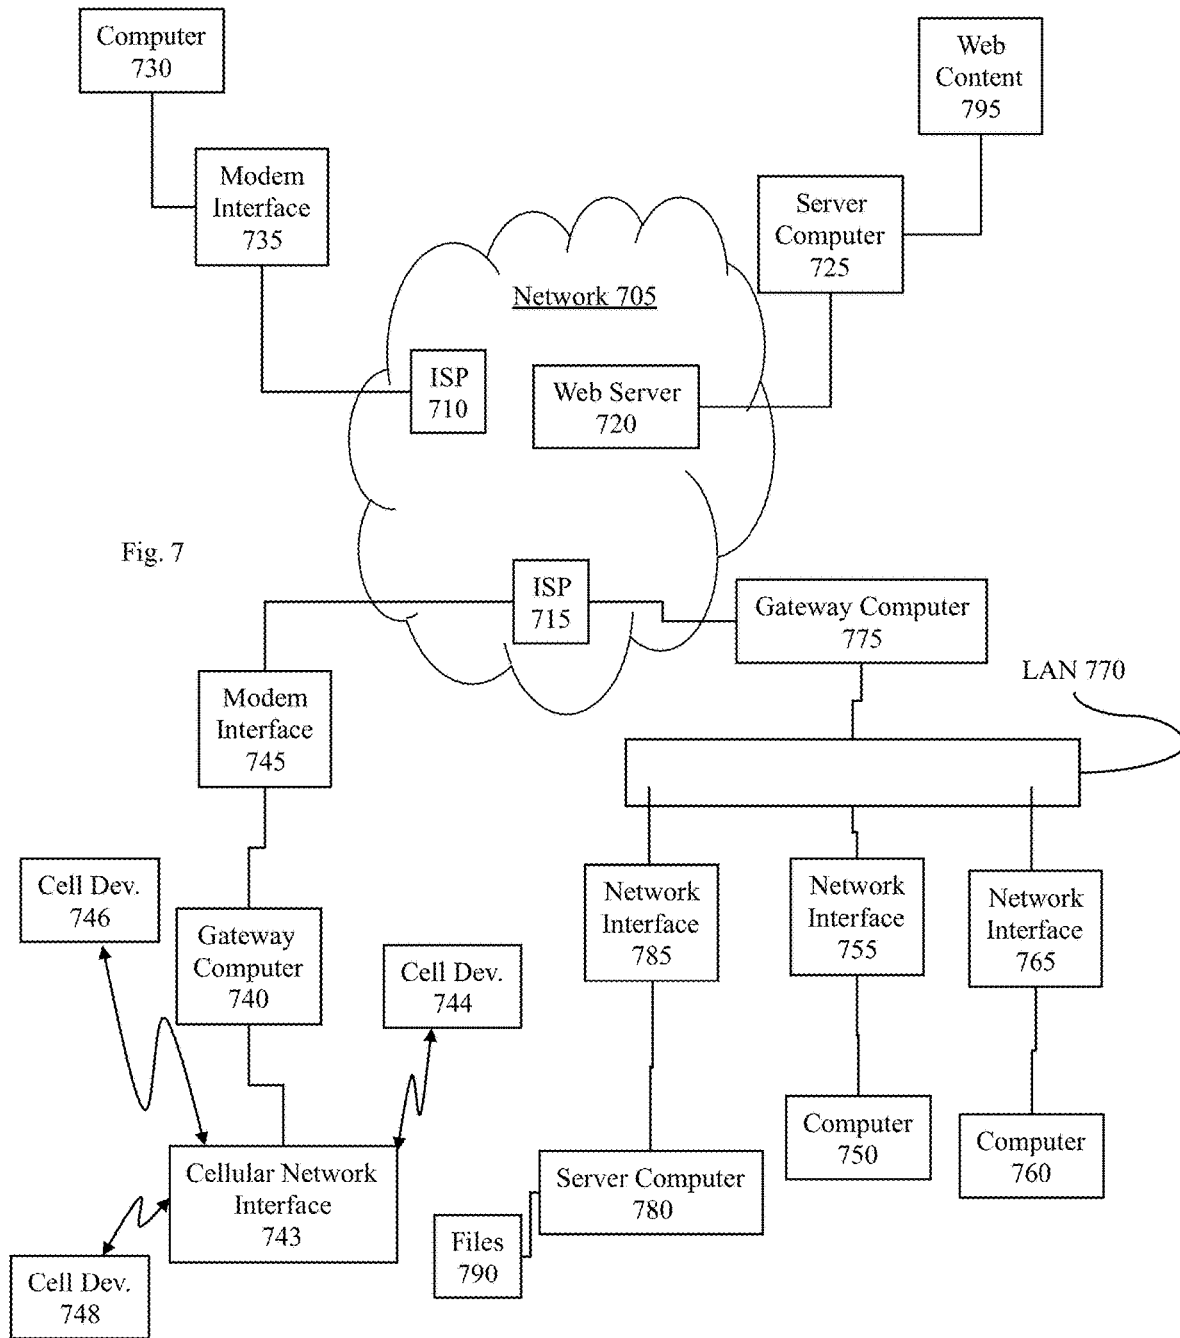 Computer
730
Web
Content
795
Modem
Interface
735
Server
Computer
725
Network 705
ISP
710
Web Server
720
Fig. 7
ISP
715
Gateway Computer
775
LAN 770
Modem
Interface
745
Cell Dev.
746
Gateway
Computer
740
Cell Dev.
744
Network
Interface
785
Network
Interface
755
Network
Interface
765
Computer
750
Computer
760
Cellular Network
Interface
743
Server Computer
780
Files
790
Cell Dev.
748